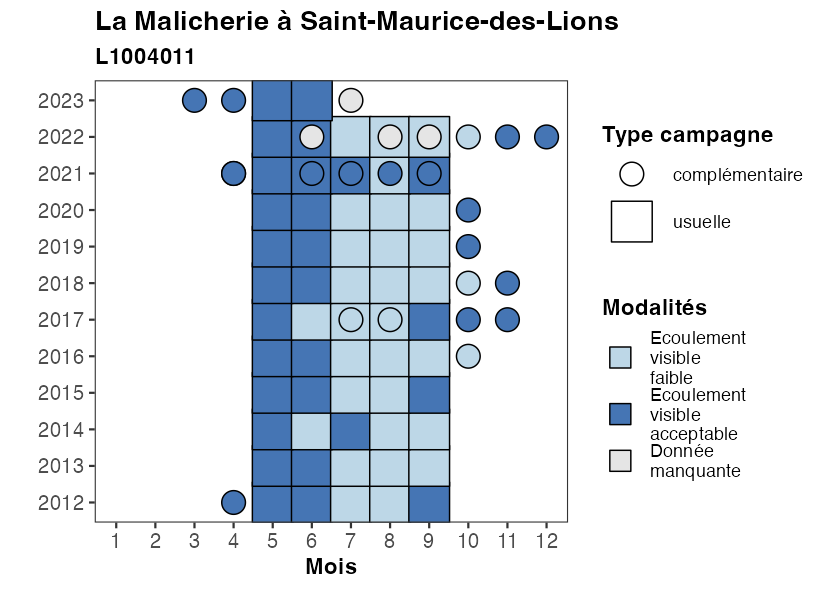 La Malicherie à Saint-Maurice-des-Lions
L1004011
2023
2022
2021
2020
2019
2018
2017
2016
2015
2014
2013
2012
1 2 3 4 5 6 7 8 9 10 11 12
Mois
Type campagne
complémentaire
usuelle
Modalités
Ecoulement
visible
faible
Ecoulement
visible
acceptable
Donnée
manquante